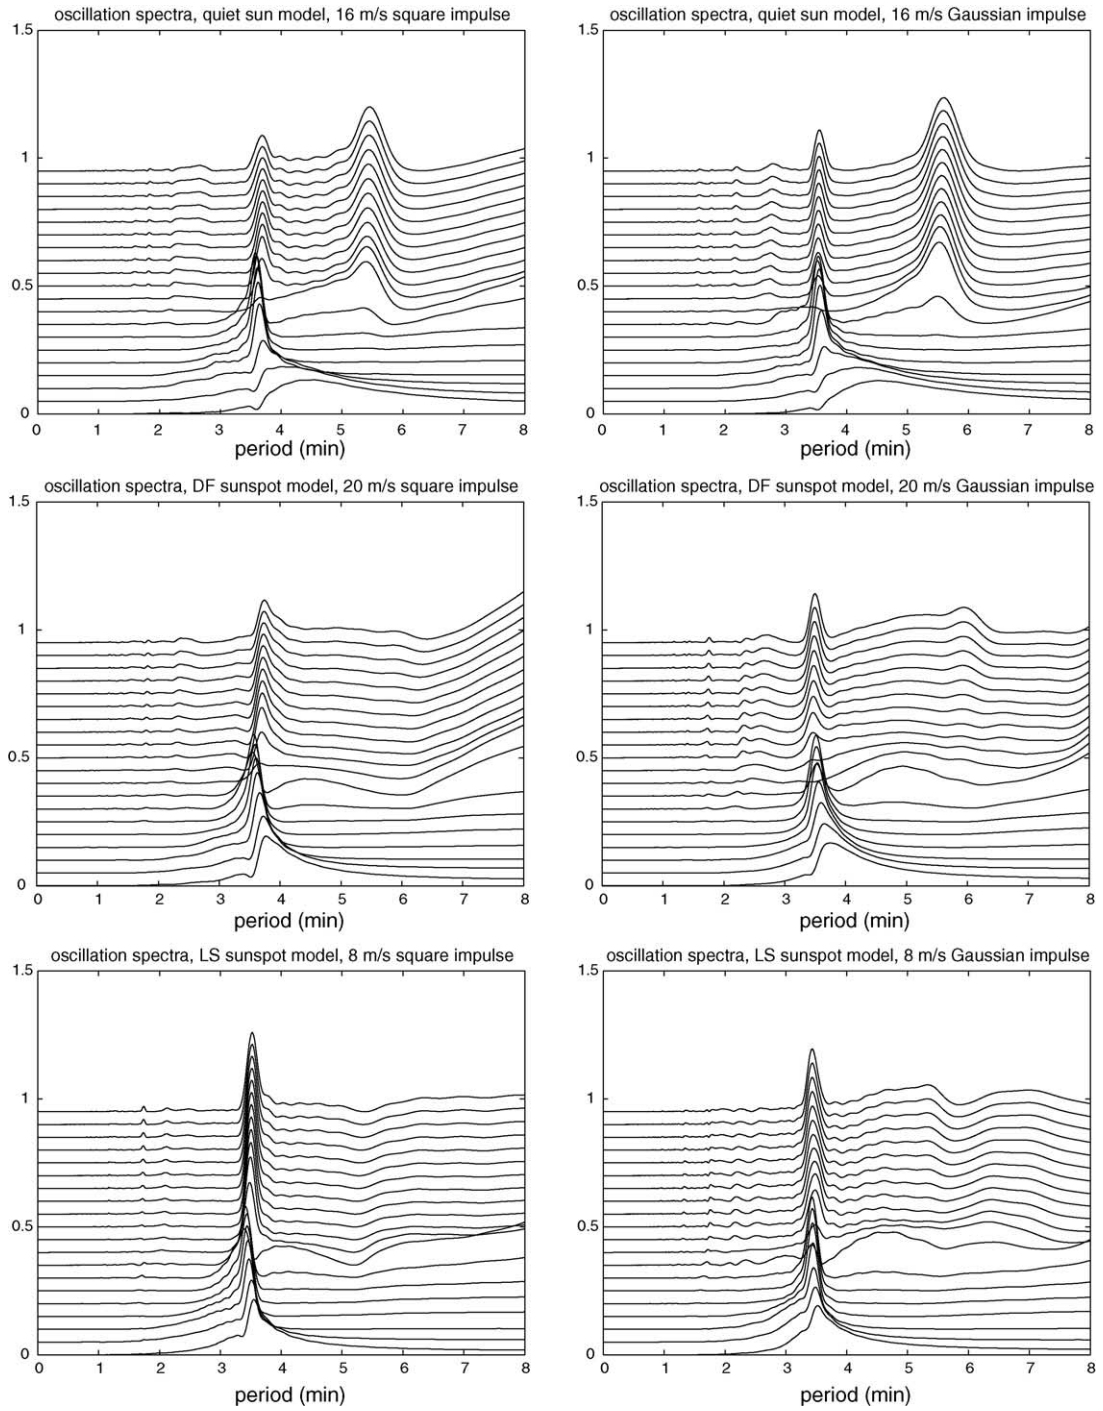 oscillation spectra, quiet sun model, 16 m/s square impulse
1.5
1
0.5
0
0 1 2 3 4 5 6 7 8
period (min)
oscillation spectra, quiet sun model, 16 m/s Gaussian impulse
1.5
1
0.5
0
0 1 2 3 4 5 6 7 8
period (min)
oscillation spectra, DF sunspot model, 20 m/s square impulse
1.5
1
0.5
0
0 1 2 3 4 5 6 7 8
period (min)
oscillation spectra, DF sunspot model, 20 m/s Gaussian impulse
1.5
1
0.5
0
0 1 2 3 4 5 6 7 8
period (min)
oscillation spectra, LS sunspot model, 8 m/s square impulse
1.5
1
0.5
0
0 1 2 3 4 5 6 7 8
period (min)
oscillation spectra, LS sunspot model, 8 m/s Gaussian impulse
1.5
1
0.5
0
0 1 2 3 4 5 6 7 8
period (min)